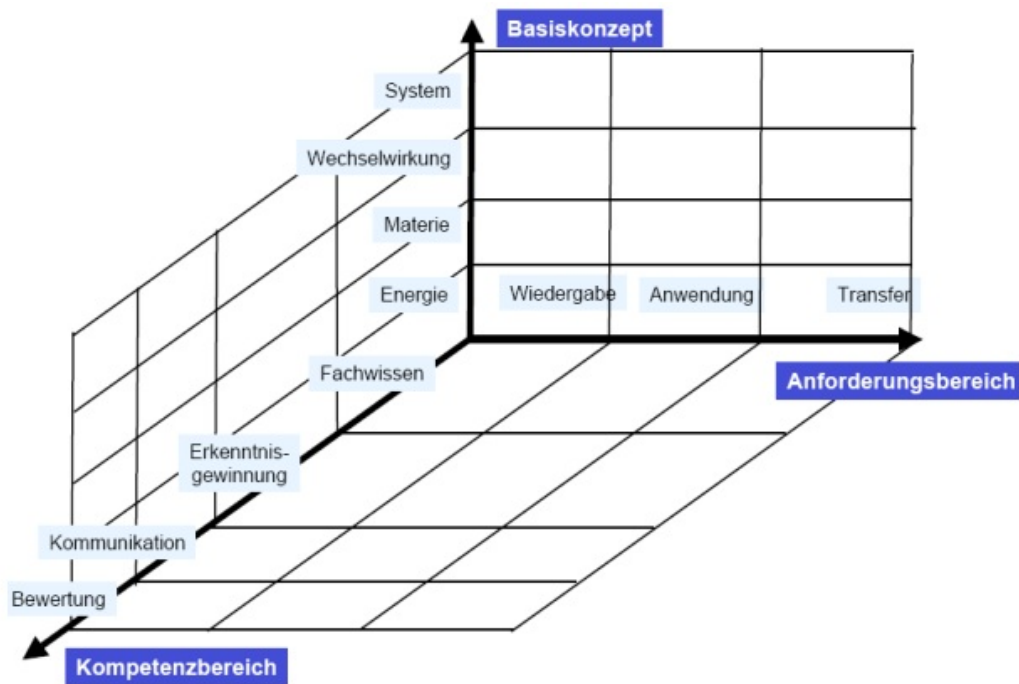 Basiskonzept
System
Wechselwirkung
Materie
Energie
Wiedergabe
Anwendung
Transfer
Fachwissen
Anforderungsbereich
Erkenntnis-
gewinnung
Kommunikation
Bewertung
Kompetenzbereich